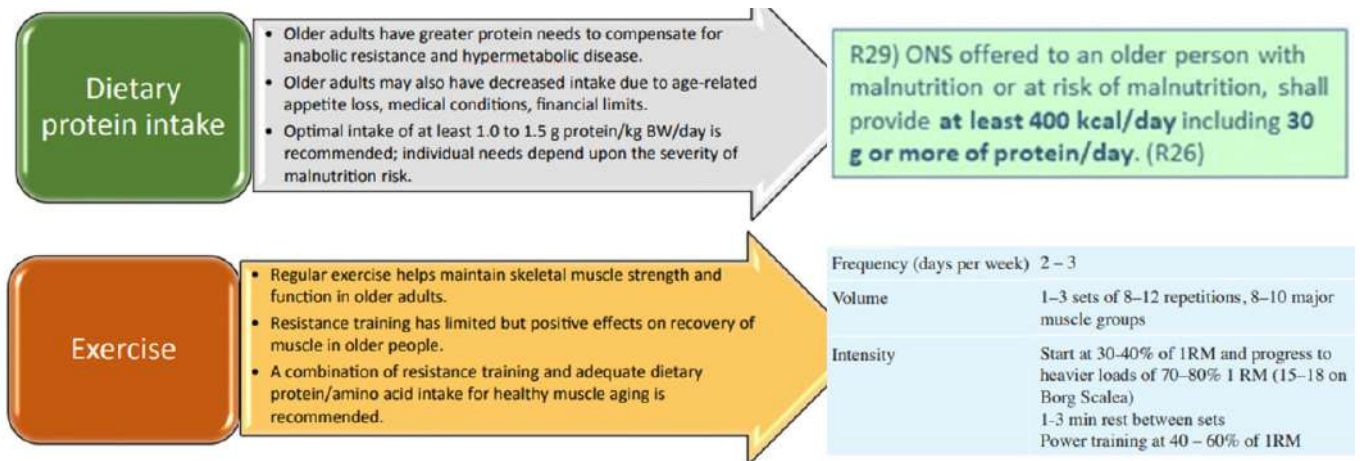 Dietary
protein intake
• Older adults have greater protein needs to compensate for
anabolic resistance and hypermetabolic disease.
• Older adults may also have decreased intake due to age-related
appetite loss, medical conditions, financial limits.
• Optimal intake of at least 1.0 to 1.5 g protein/kg BW/day is
recommended; individual needs depend upon the severity of
malnutrition risk.
R29) ONS offered to an older person with
malnutrition or at risk of malnutrition, shall
provide at least 400 kcal/day including 30
g or more of protein/day. (R26)
Exercise
• Regular exercise helps maintain skeletal muscle strength and
function in older adults.
• Resistance training has limited but positive effects on recovery of
muscle in older people.
• A combination of resistance training and adequate dietary
protein/amino acid intake for healthy muscle aging is
recommended.
Frequency (days per week) 2 – 3
Volume 1–3 sets of 8–12 repetitions, 8–10 major
muscle groups
Intensity Start at 30-40% of 1RM and progress to
heavier loads of 70–80% 1 RM (15–18 on
Borg Scalea)
1-3 min rest between sets
Power training at 40 – 60% of 1RM